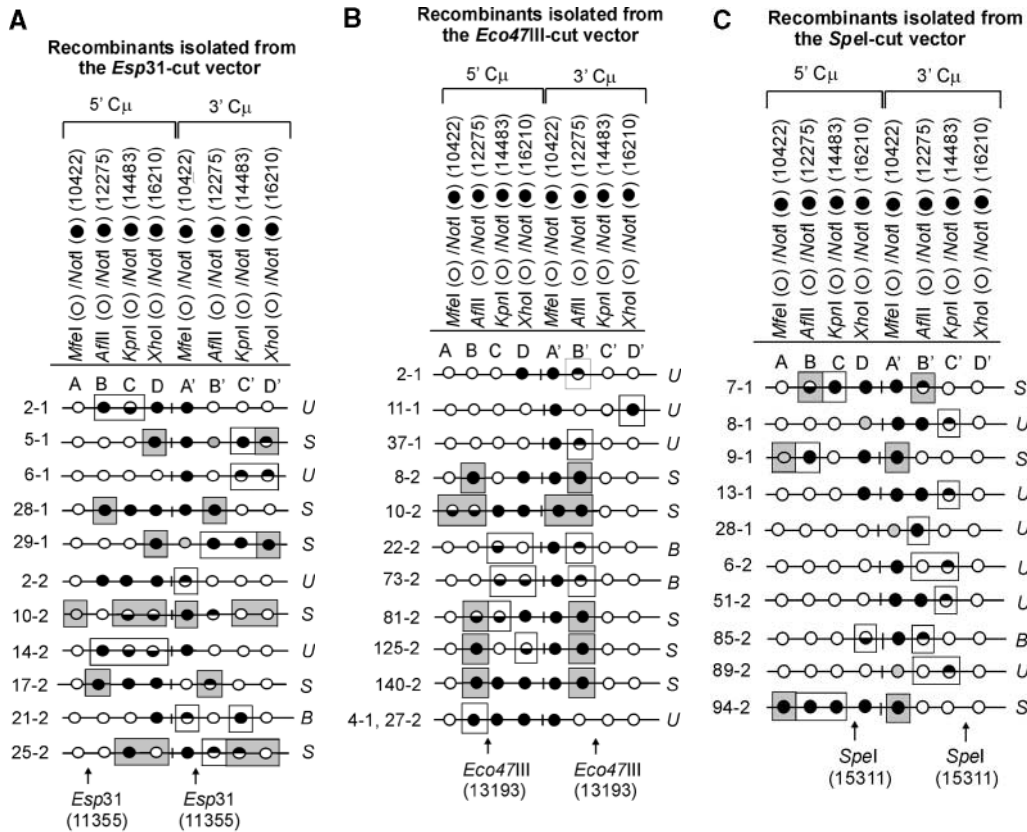 A
Recombinants isolated from
the Esp31-cut vector
5' Cμ 3' Cμ
MfeI (○) /NotI (●) (10422)
AflII (○) /NotI (●) (12275)
KpnI (○) /NotI (●) (14483)
XhoI (○) /NotI (●) (16210)
MfeI (○) /NotI (●) (10422)
AflII (○) /NotI (●) (12275)
KpnI (○) /NotI (●) (14483)
XhoI (○) /NotI (●) (16210)
A B C D A' B' C' D'
2-1 U
5-1 S
6-1 U
28-1 S
29-1 S
2-2 U
10-2 S
14-2 U
17-2 S
21-2 B
25-2 S
Esp31 Esp31
(11355) (11355)
B
Recombinants isolated from
the Eco47III-cut vector
5' Cμ 3' Cμ
MfeI (○) /NotI (●) (10422)
AflII (○) /NotI (●) (12275)
KpnI (○) /NotI (●) (14483)
XhoI (○) /NotI (●) (16210)
MfeI (○) /NotI (●) (10422)
AflII (○) /NotI (●) (12275)
KpnI (○) /NotI (●) (14483)
XhoI (○) /NotI (●) (16210)
A B C D A' B' C' D'
2-1 U
11-1 U
37-1 U
8-2 S
10-2 S
22-2 B
73-2 B
81-2 S
125-2 S
140-2 S
4-1, 27-2 U
Eco47III Eco47III
(13193) (13193)
C
Recombinants isolated from
the SpeI-cut vector
5' Cμ 3' Cμ
MfeI (○) /NotI (●) (10422)
AflII (○) /NotI (●) (12275)
KpnI (○) /NotI (●) (14483)
XhoI (○) /NotI (●) (16210)
MfeI (○) /NotI (●) (10422)
AflII (○) /NotI (●) (12275)
KpnI (○) /NotI (●) (14483)
XhoI (○) /NotI (●) (16210)
A B C D A' B' C' D'
7-1 S
8-1 U
9-1 S
13-1 U
28-1 U
6-2 U
51-2 U
85-2 B
89-2 U
94-2 S
SpeI SpeI
(15311) (15311)